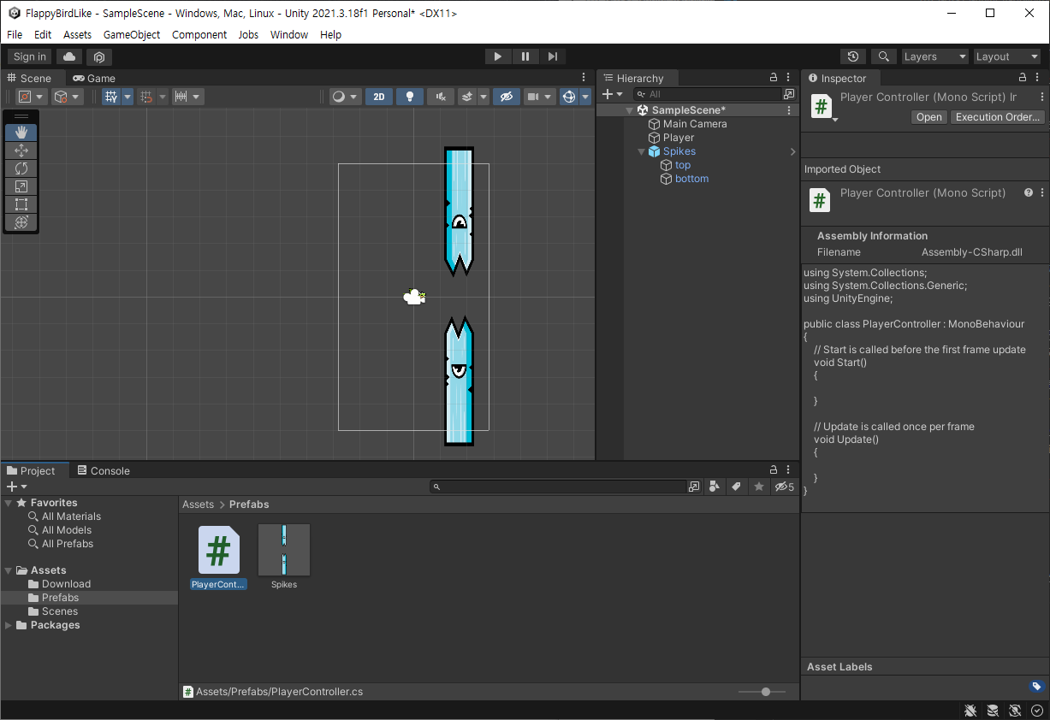 FlappyBirdLike - SampleScene - Windows, Mac, Linux - Unity 2021.3.18f1 Personal* <DX11>
File Edit Assets GameObject Component Jobs Window Help
Sign in
Layers
Layout
Scene
Game
2D
Hierarchy
All
SampleScene*
Main Camera
Player
Spikes
top
bottom
Inspector
Player Controller (Mono Script) Ir
Open
Execution Order...
Imported Object
Player Controller (Mono Script)
Assembly Information
Filename Assembly-CSharp.dll
using System.Collections;
using System.Collections.Generic;
using UnityEngine;
public class PlayerController : MonoBehaviour
{
// Start is called before the first frame update
void Start()
{
}
// Update is called once per frame
void Update()
{
}
}
Asset Labels
Project
Console
5
Favorites
All Materials
All Models
All Prefabs
Assets
Download
Prefabs
Scenes
Packages
Assets > Prefabs
PlayerCont...
Spikes
Assets/Prefabs/PlayerController.cs